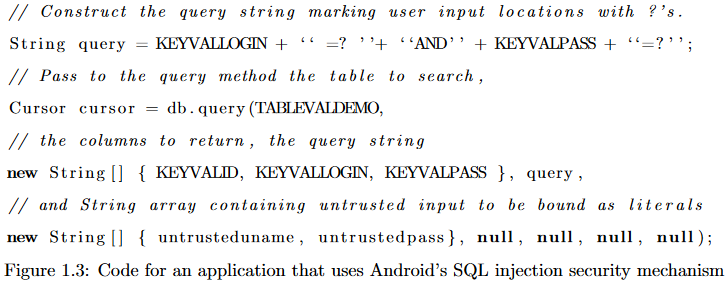 // Construct the query string marking user input locations with ?'s.
String query = KEYVALLOGIN + ‘‘ =? ’’+ ‘‘AND’’ + KEYVALPASS + ‘‘=?’’;
// Pass to the query method the table to search,
Cursor cursor = db.query(TABLEVALDEMO,
// the columns to return, the query string
new String[] { KEYVALID, KEYVALLOGIN, KEYVALPASS }, query,
// and String array containing untrusted input to be bound as literals
new String[] { untrusteduname, untrustedpass}, null, null, null, null);
Figure 1.3: Code for an application that uses Android's SQL injection security mechanism